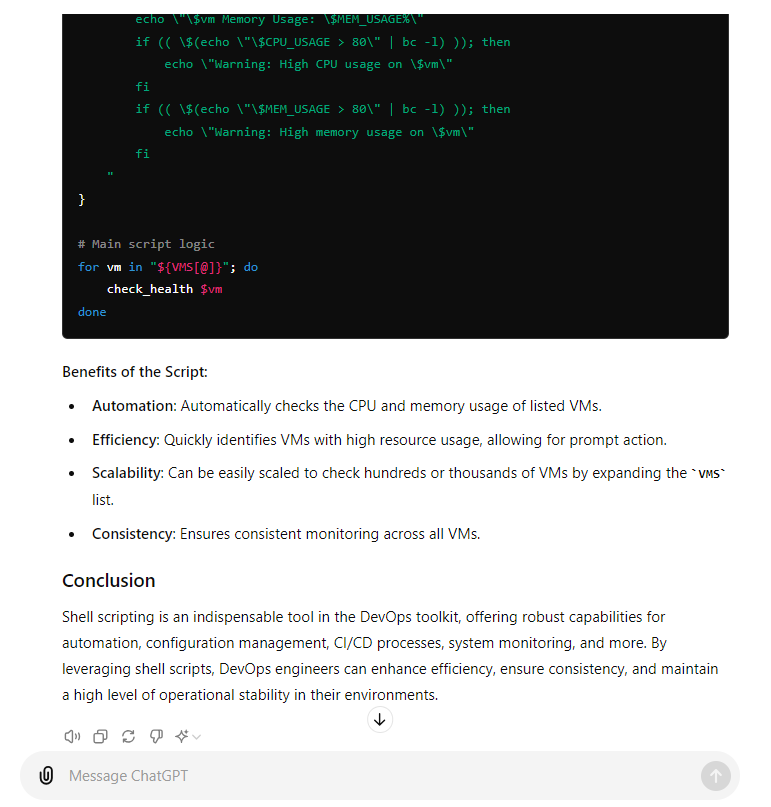 echo \"\$vm Memory Usage: \$MEM_USAGE%\"
if (( \$(echo \"\$CPU_USAGE > 80\" | bc -l) )); then
echo \"Warning: High CPU usage on \$vm\"
fi
if (( \$(echo \"\$MEM_USAGE > 80\" | bc -l) )); then
echo \"Warning: High memory usage on \$vm\"
fi
"
}
# Main script logic
for vm in "${VMS[@]}"; do
check_health $vm
done
Benefits of the Script:
• Automation: Automatically checks the CPU and memory usage of listed VMs.
• Efficiency: Quickly identifies VMs with high resource usage, allowing for prompt action.
• Scalability: Can be easily scaled to check hundreds or thousands of VMs by expanding the `VMS`
list.
• Consistency: Ensures consistent monitoring across all VMs.
Conclusion
Shell scripting is an indispensable tool in the DevOps toolkit, offering robust capabilities for
automation, configuration management, CI/CD processes, system monitoring, and more. By
leveraging shell scripts, DevOps engineers can enhance efficiency, ensure consistency, and maintain
a high level of operational stability in their environments.
Message ChatGPT